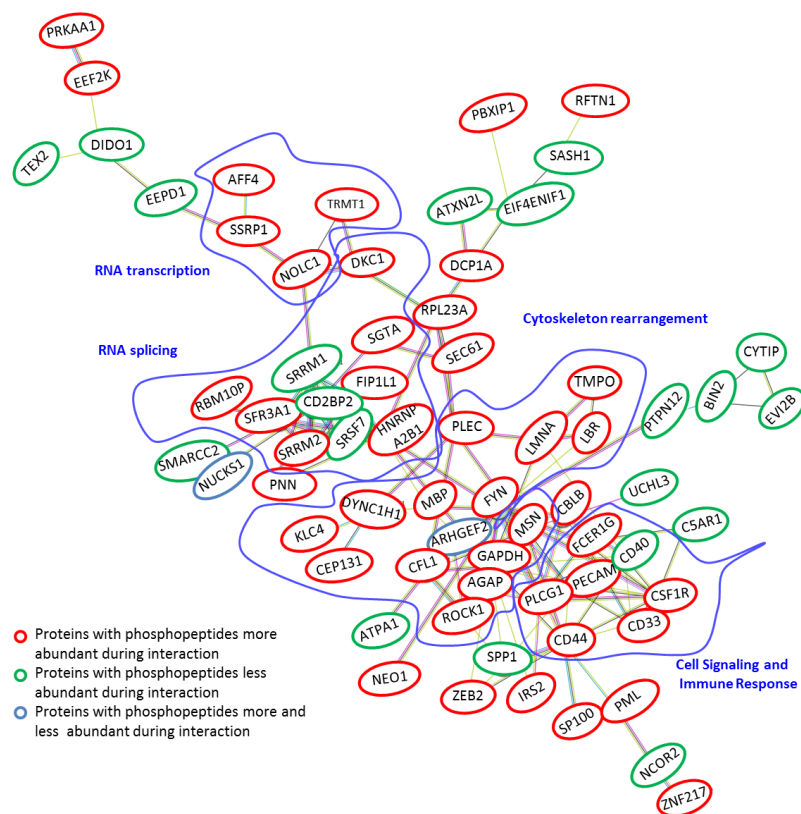 PRKAA1
EEF2K
PBXIP1
RFTN1
DIDO1
TEX2
SASH1
EEPD1
AFF4
TRMT1
ATXN2L
EIF4ENIF1
SSRP1
NOLC1
DKC1
DCP1A
RNA transcription
RPL23A
Cytoskeleton rearrangement
SGTA
SEC61
RNA splicing
SRRM1
FIP1L1
TMPO
CYTIP
RBM10P
CD2BP2
BIN2
EVI2B
SFR3A1
HNRNP
A2B1
PLEC
LMNA
LBR
PTPN12
SRRM2
SRSF7
SMARCC2
NUCKS1
PNN
DYNC1H1
MBP
FYN
CBLB
UCHL3
KLC4
ARHGEF2
MSN
FCER1G
C5AR1
CEP131
CFL1
GAPDH
CD40
AGAP
PLCG1
PECAM
CSF1R
ROCK1
CD33
ATPA1
CD44
SPP1
NEO1
ZEB2
IRS2
Cell Signaling and
Immune Response
SP100
PML
NCOR2
ZNF217
Proteins with phosphopeptides more
abundant during interaction
Proteins with phosphopeptides less
abundant during interaction
Proteins with phosphopeptides more and
less abundant during interaction